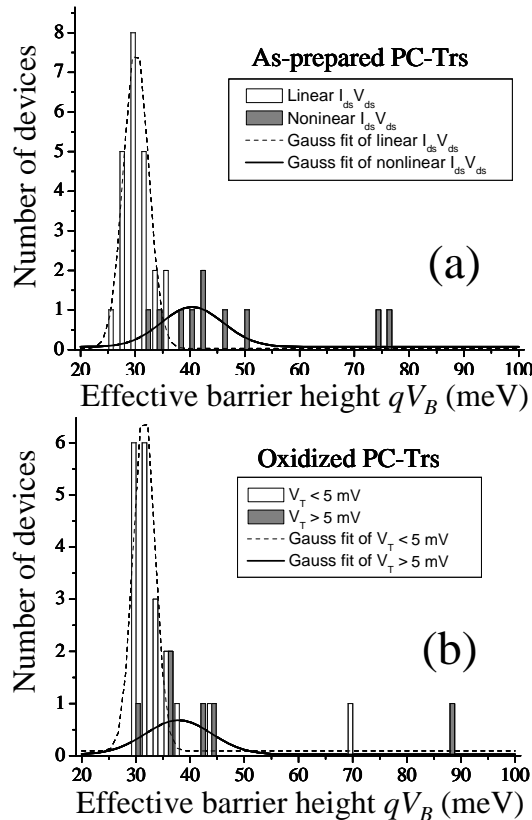 As-prepared PC-Trs
Linear I_ds V_ds
Noninear I_ds V_ds
Gauss fit of linear I_ds V_ds
Gauss fit of nonlinear I_ds V_ds
Number of devices
8
7
6
5
4
3
2
1
0
(a)
20 30 40 50 60 70 80 90 100
Effective barrier height qV_B (meV)
Oxidized PC-Trs
V_T < 5 mV
V_T > 5 mV
Gauss fit of V_T < 5 mV
Gauss fit of V_T > 5 mV
Number of devices
6
5
4
3
2
1
0
(b)
20 30 40 50 60 70 80 90 100
Effective barrier height qV_B (meV)